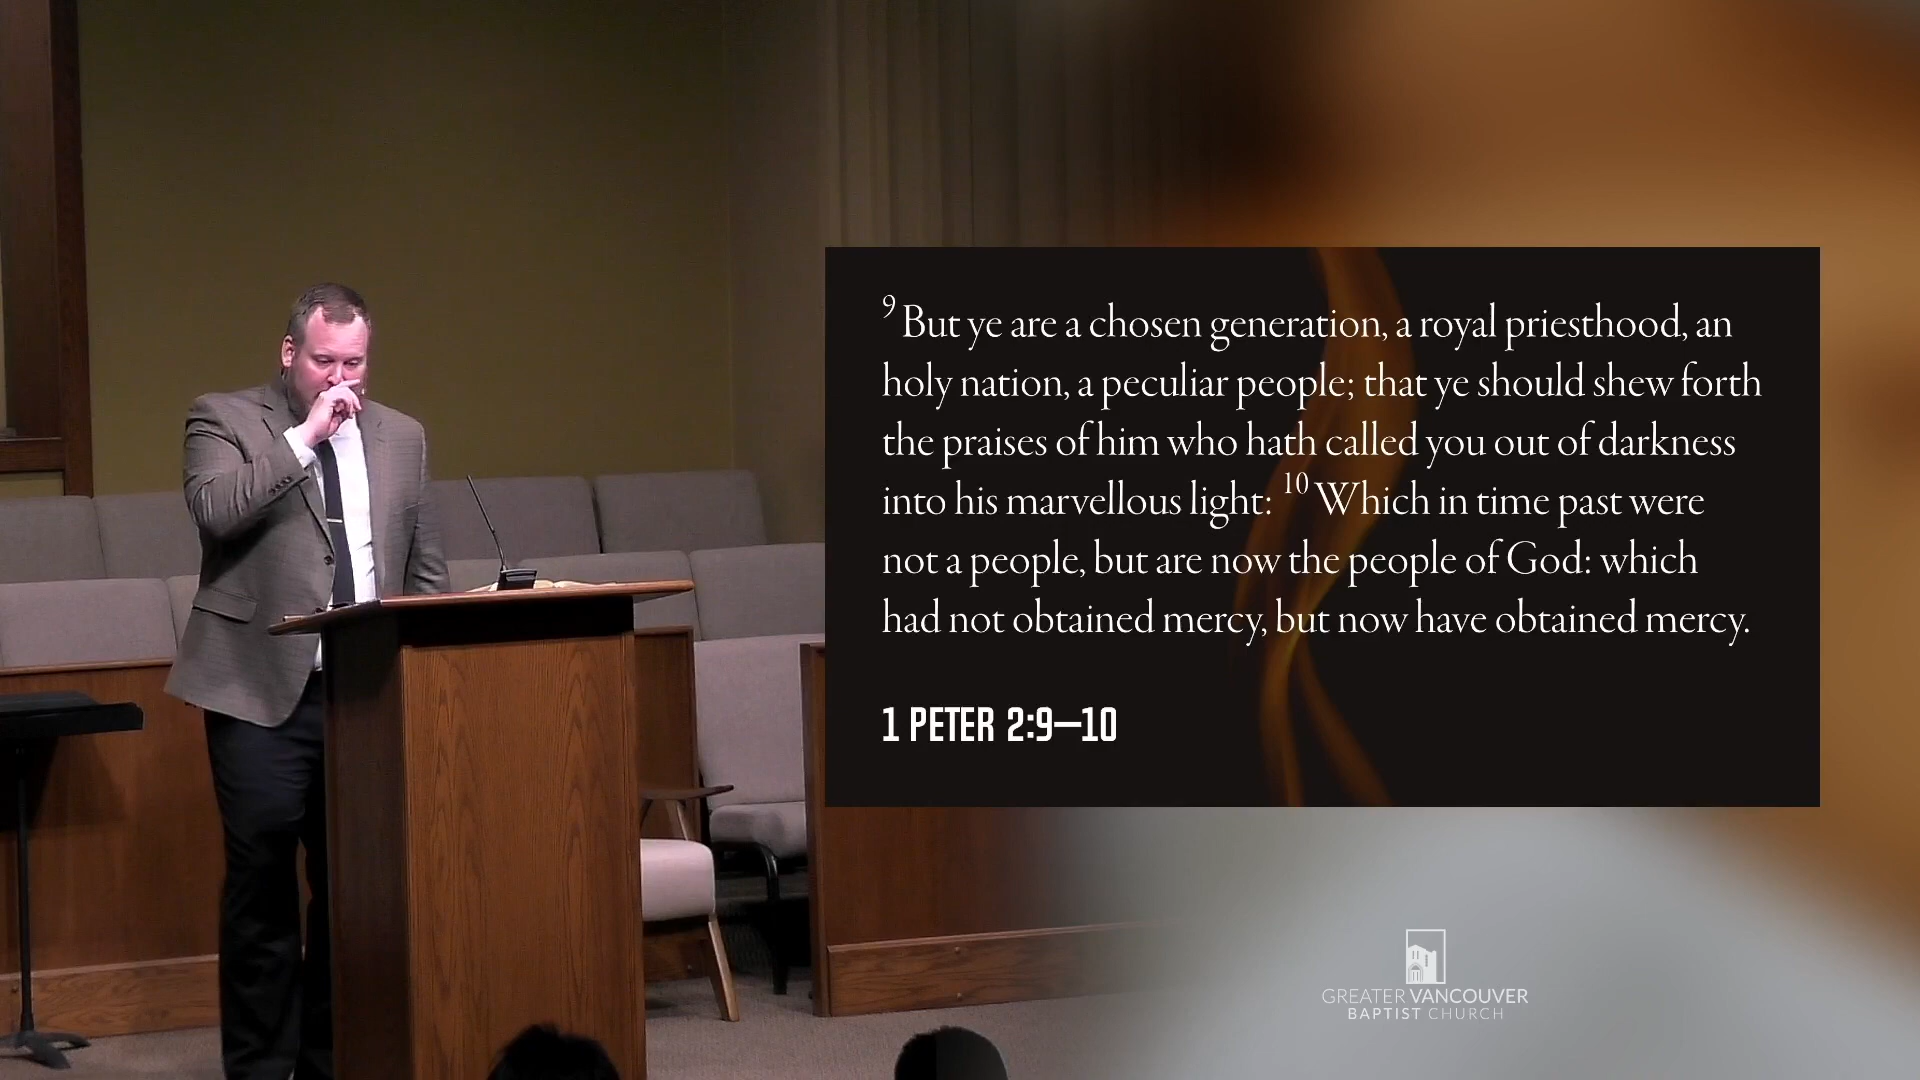 9 But ye are a chosen generation, a royal priesthood, an
holy nation, a peculiar people; that ye should shew forth
the praises of him who hath called you out of darkness
into his marvellous light: 10 Which in time past were
not a people, but are now the people of God: which
had not obtained mercy, but now have obtained mercy.
1 PETER 2:9—10
GREATER VANCOUVER
BAPTIST CHURCH